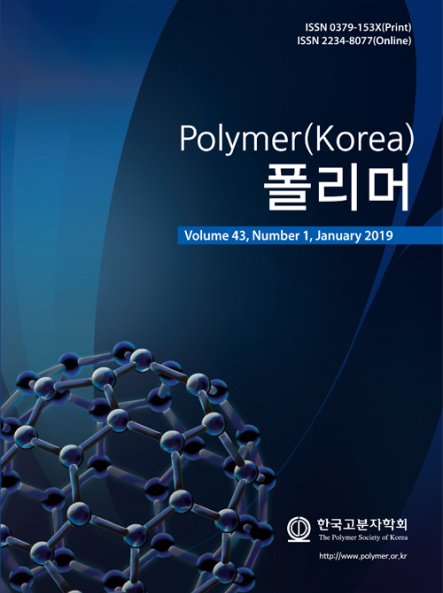 ISSN 0379-153X(Print)
ISSN 2234-8077(Online)
Polymer(Korea)
폴리머
Volume 43, Number 1, January 2019
한국고분자학회
The Polymer Society of Korea
http://www.polymer.or.kr